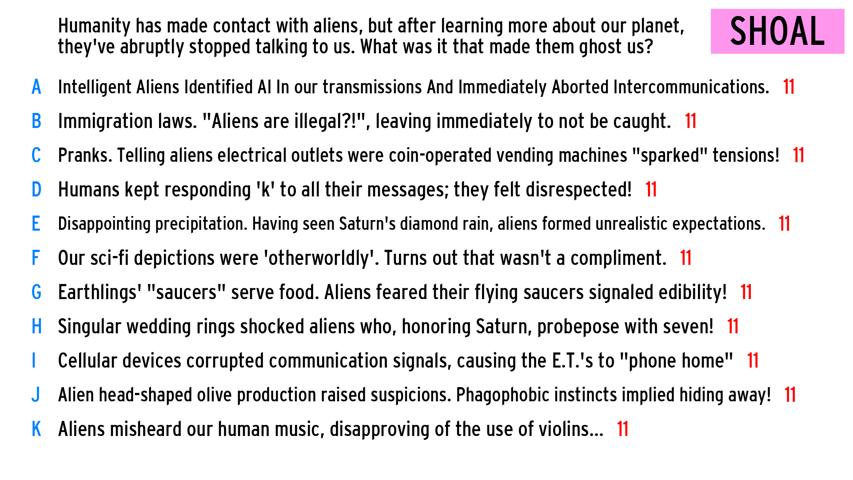 Humanity has made contact with aliens, but after learning more about our planet,
they've abruptly stopped talking to us. What was it that made them ghost us?
SHOAL
A Intelligent Aliens Identified AI In our transmissions And Immediately Aborted Intercommunications. 11
B Immigration laws. "Aliens are illegal?!", leaving immediately to not be caught. 11
C Pranks. Telling aliens electrical outlets were coin-operated vending machines "sparked" tensions! 11
D Humans kept responding 'k' to all their messages; they felt disrespected! 11
E Disappointing precipitation. Having seen Saturn's diamond rain, aliens formed unrealistic expectations. 11
F Our sci-fi depictions were 'otherworldly'. Turns out that wasn't a compliment. 11
G Earthlings' "saucers" serve food. Aliens feared their flying saucers signaled edibility! 11
H Singular wedding rings shocked aliens who, honoring Saturn, probepose with seven! 11
I Cellular devices corrupted communication signals, causing the E.T.'s to "phone home" 11
J Alien head-shaped olive production raised suspicions. Phagophobic instincts implied hiding away! 11
K Aliens misheard our human music, disapproving of the use of violins... 11